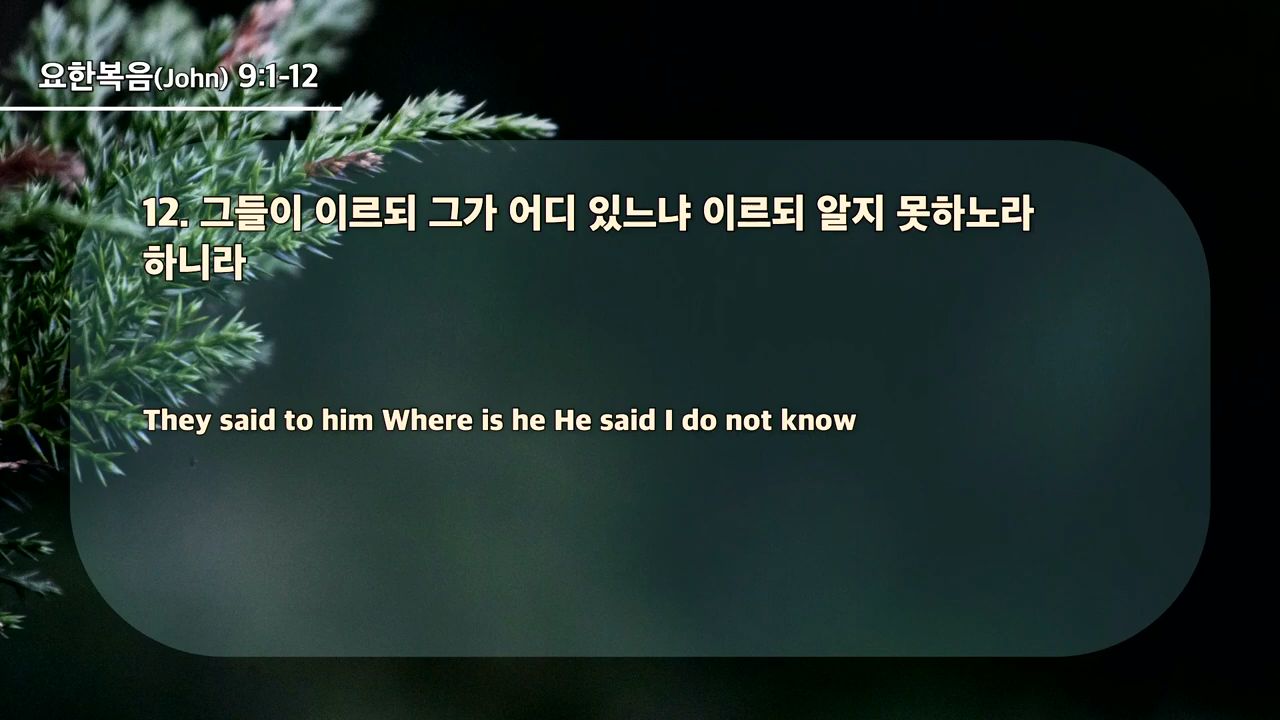 요한복음(John) 9:1-12
12. 그들이 이르되 그가 어디 있느냐 이르되 알지 못하노라
하니라
They said to him Where is he He said I do not know